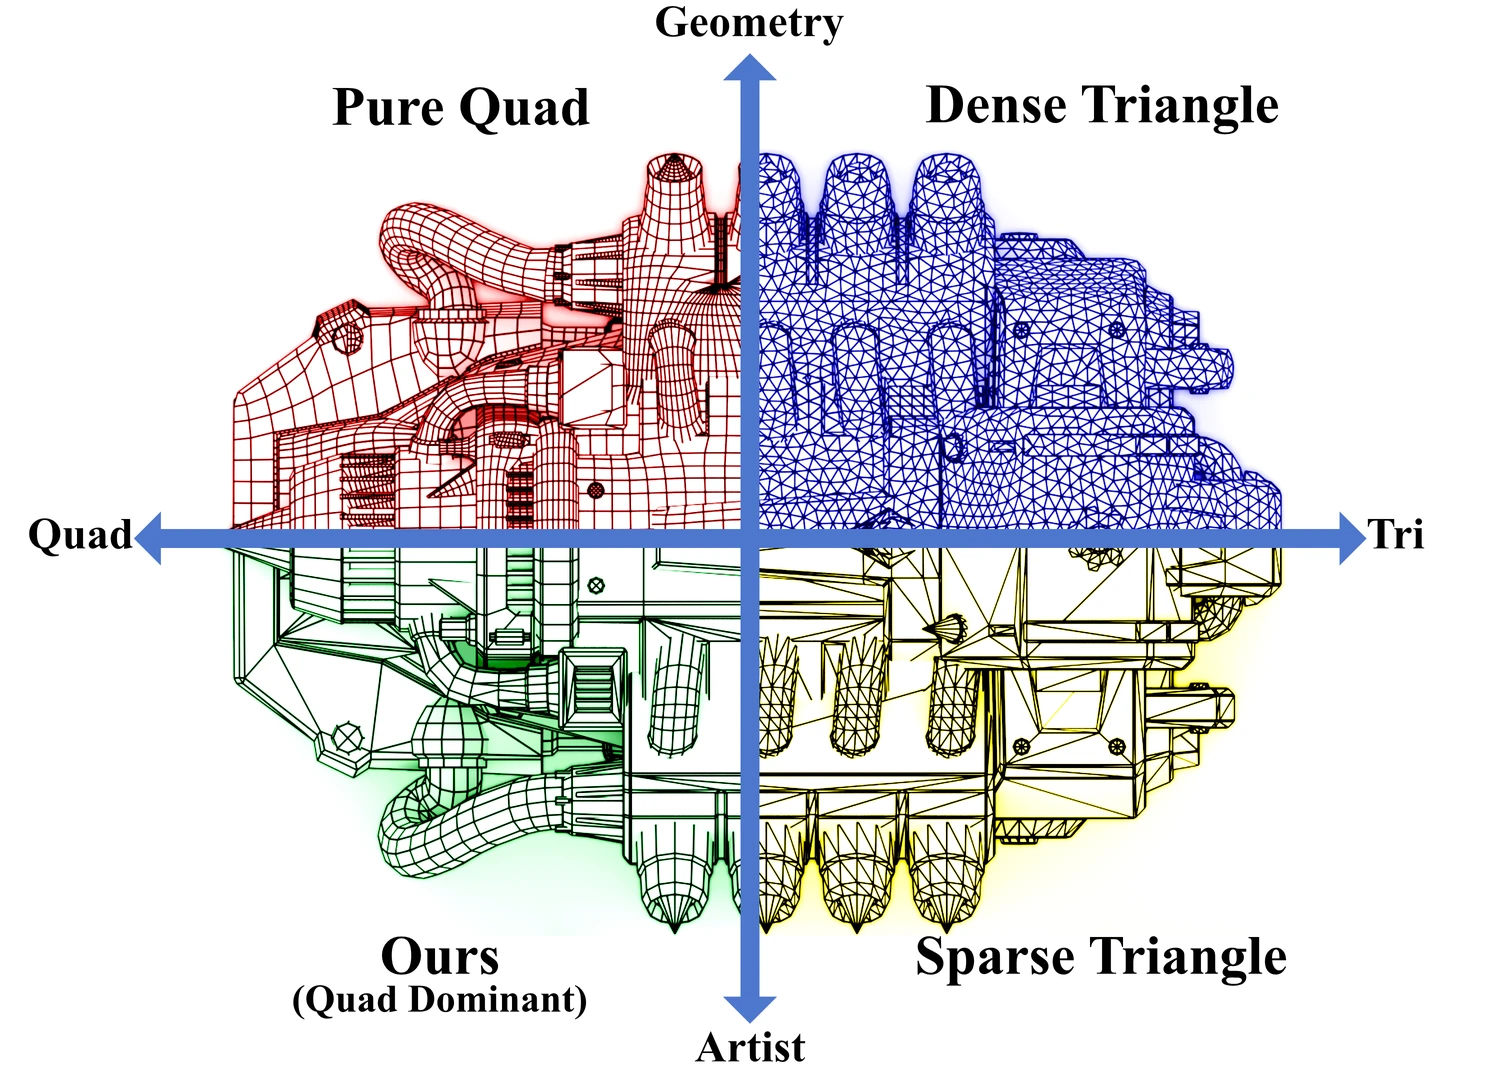 Geometry
Pure Quad
Dense Triangle
Quad
Tri
Ours
(Quad Dominant)
Sparse Triangle
Artist